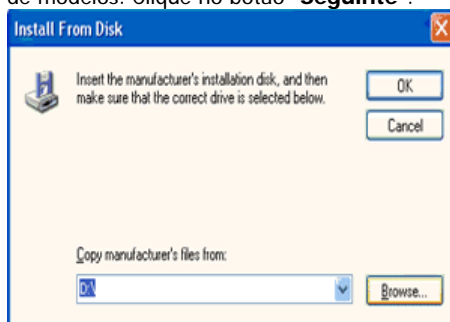 de modelos. Clique no botão "Seguinte".
Install From Disk
Insert the manufacturer's installation disk, and then
make sure that the correct drive is selected below.
OK
Cancel
Copy manufacturer's files from:
D:\
Browse...